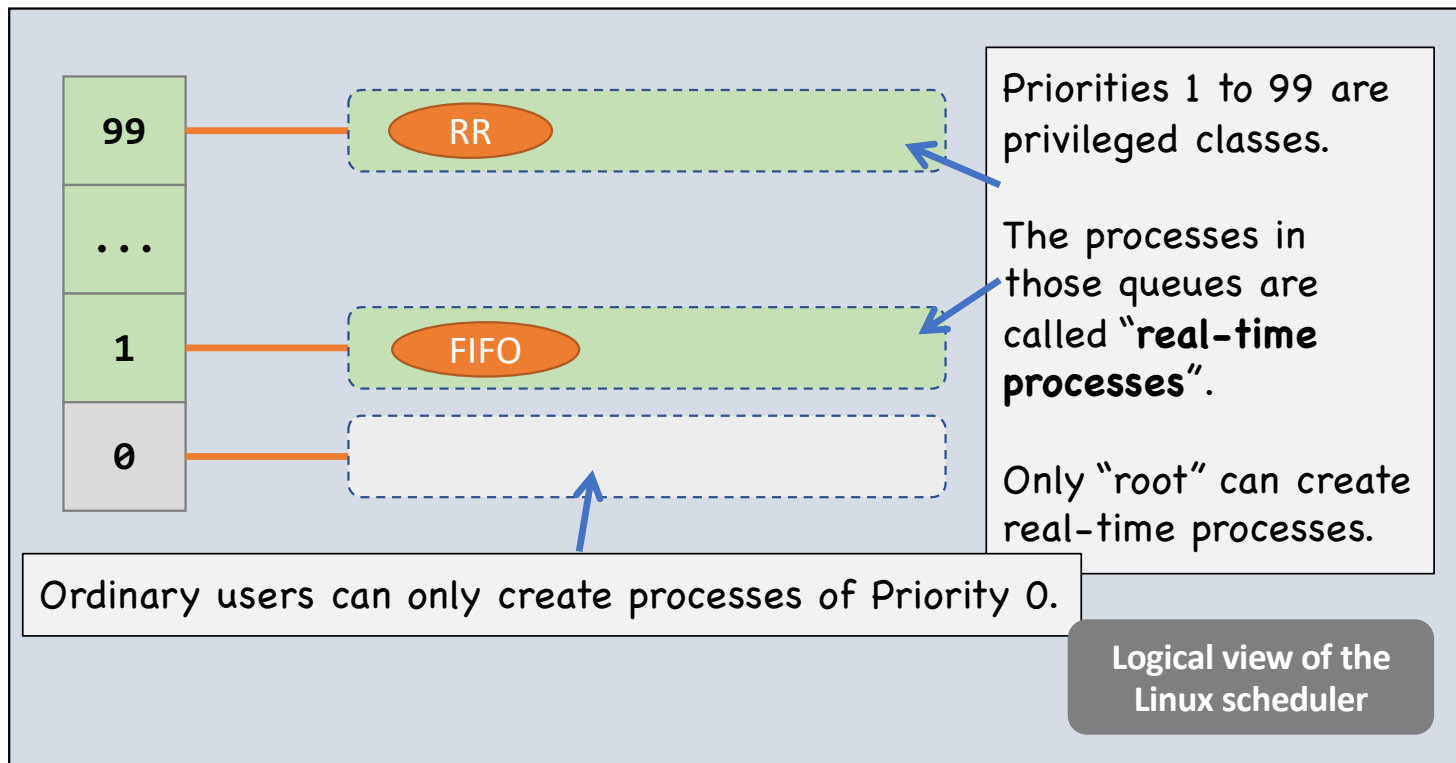 99
RR
...
1
FIFO
0
Priorities 1 to 99 are
privileged classes.
The processes in
those queues are
called “real-time
processes”.
Only “root” can create
real-time processes.
Ordinary users can only create processes of Priority 0.
Logical view of the
Linux scheduler